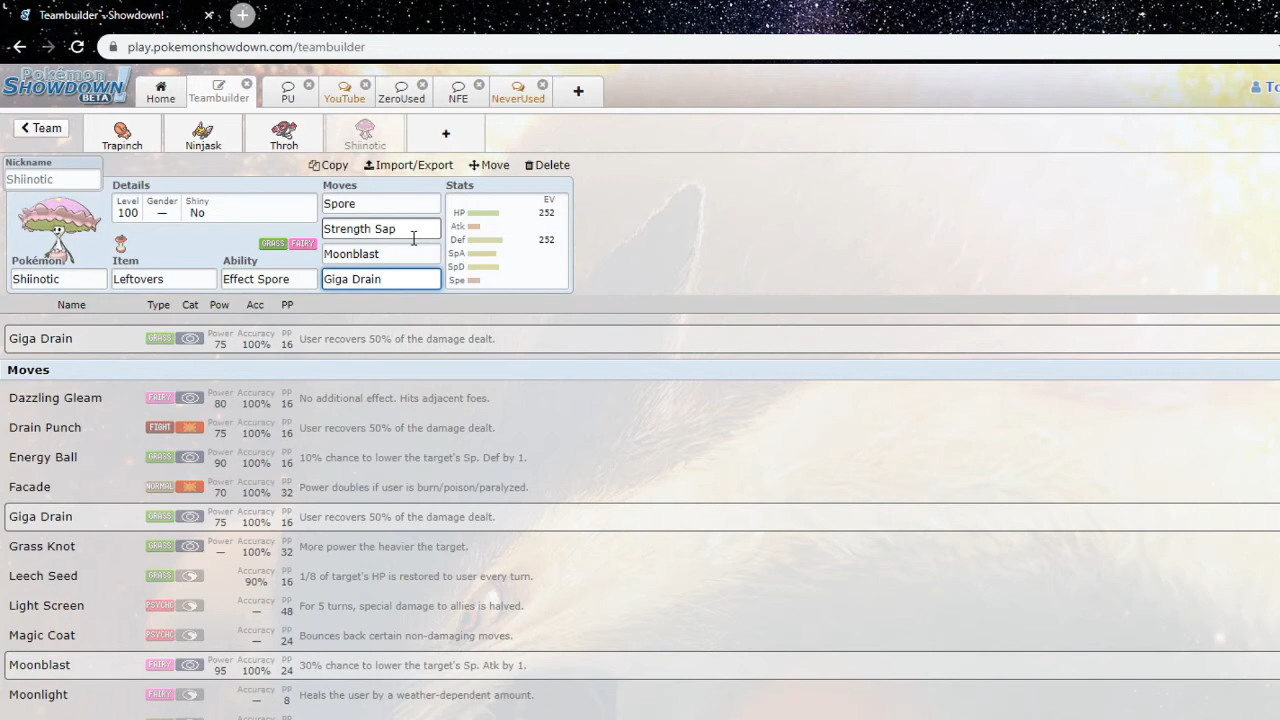 Teambuilder - Showdown!
play.pokemonshowdown.com/teambuilder
Pokémon
SHOWDOWN!
BETA
Home
Teambuilder
PU
YouTube
ZeroUsed
NFE
NeverUsed
To
Team
Trapinch
Ninjask
Throh
Shiinotic
Nickname
Shiinotic
Copy
Import/Export
Move
Delete
Details
Level
100
Gender
—
Shiny
No
GRASS FAIRY
Pokémon
Shiinotic
Item
Leftovers
Ability
Effect Spore
Moves
Spore
Strength Sap
Moonblast
Giga Drain
Stats
EV
HP 252
Atk
Def 252
SpA
SpD
Spe
Name Type Cat Pow Acc PP
Giga Drain GRASS Power 75 Accuracy 100% PP 16 User recovers 50% of the damage dealt.
Moves
Dazzling Gleam FAIRY Power 80 Accuracy 100% PP 16 No additional effect. Hits adjacent foes.
Drain Punch FIGHT Power 75 Accuracy 100% PP 16 User recovers 50% of the damage dealt.
Energy Ball GRASS Power 90 Accuracy 100% PP 16 10% chance to lower the target's Sp. Def by 1.
Facade NORMAL Power 70 Accuracy 100% PP 32 Power doubles if user is burn/poison/paralyzed.
Giga Drain GRASS Power 75 Accuracy 100% PP 16 User recovers 50% of the damage dealt.
Grass Knot GRASS Power — Accuracy 100% PP 32 More power the heavier the target.
Leech Seed GRASS Accuracy 90% PP 16 1/8 of target's HP is restored to user every turn.
Light Screen PSYCHC Accuracy — PP 48 For 5 turns, special damage to allies is halved.
Magic Coat PSYCHC Accuracy — PP 24 Bounces back certain non-damaging moves.
Moonblast FAIRY Power 95 Accuracy 100% PP 24 30% chance to lower the target's Sp. Atk by 1.
Moonlight FAIRY Accuracy — PP 8 Heals the user by a weather-dependent amount.